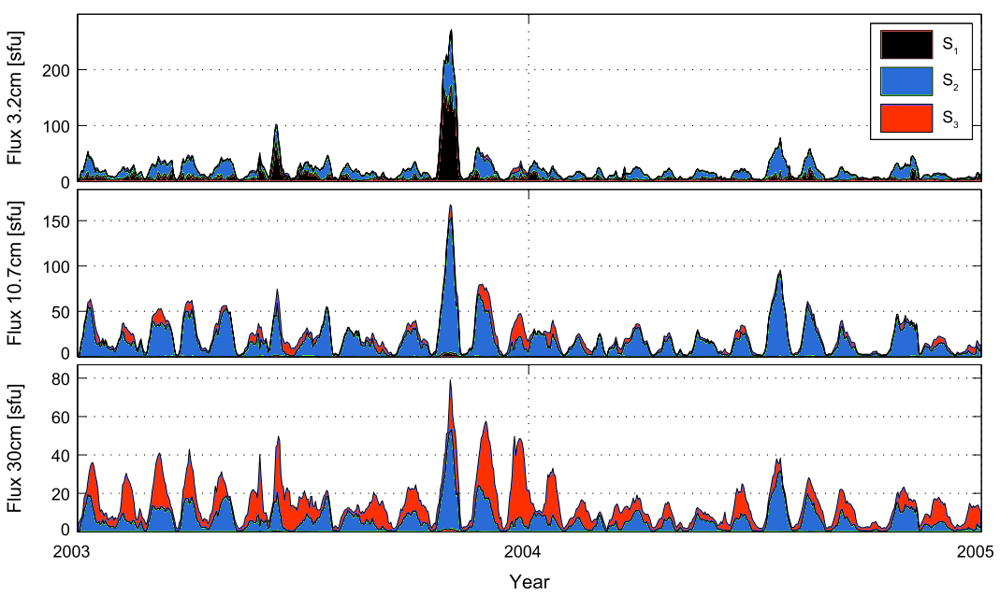 Flux 3.2cm [sfu]
200
100
0
S1
S2
S3
Flux 10.7cm [sfu]
150
100
50
0
Flux 30cm [sfu]
80
60
40
20
0
2003
2004
2005
Year